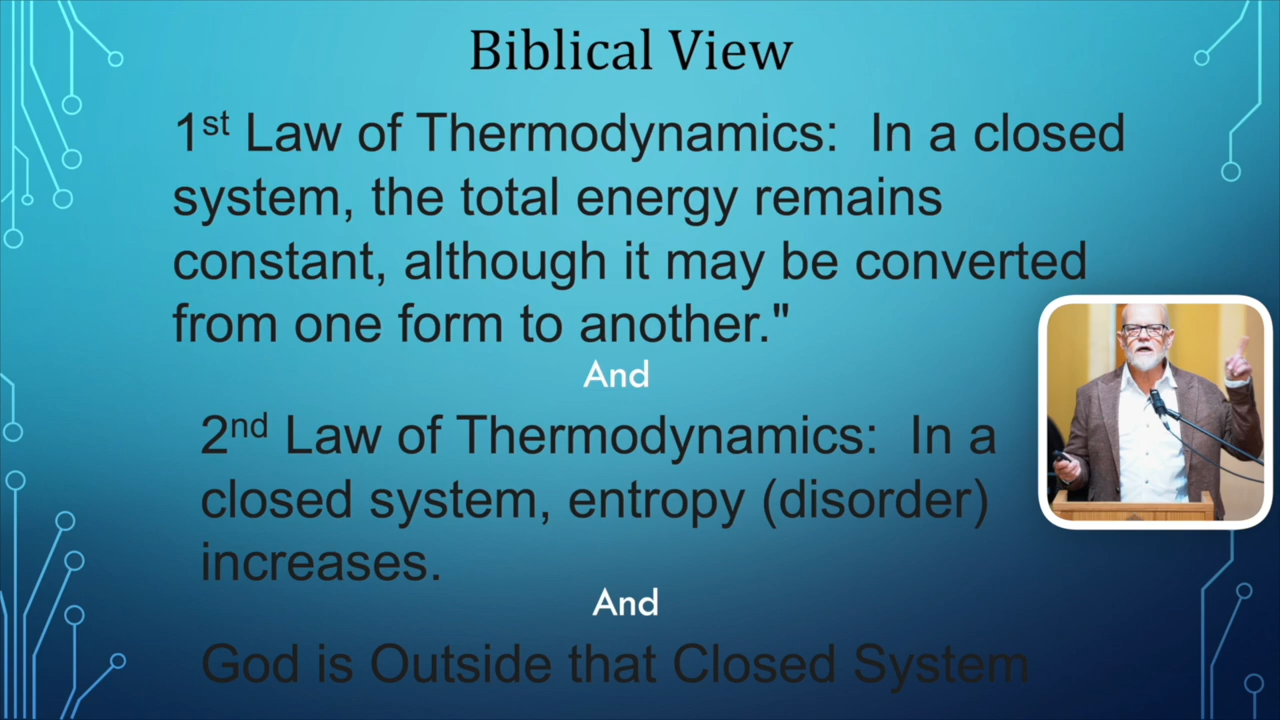 Biblical View
1st Law of Thermodynamics: In a closed
system, the total energy remains
constant, although it may be converted
from one form to another."
And
2nd Law of Thermodynamics: In a
closed system, entropy (disorder)
increases.
And
God is Outside that Closed System